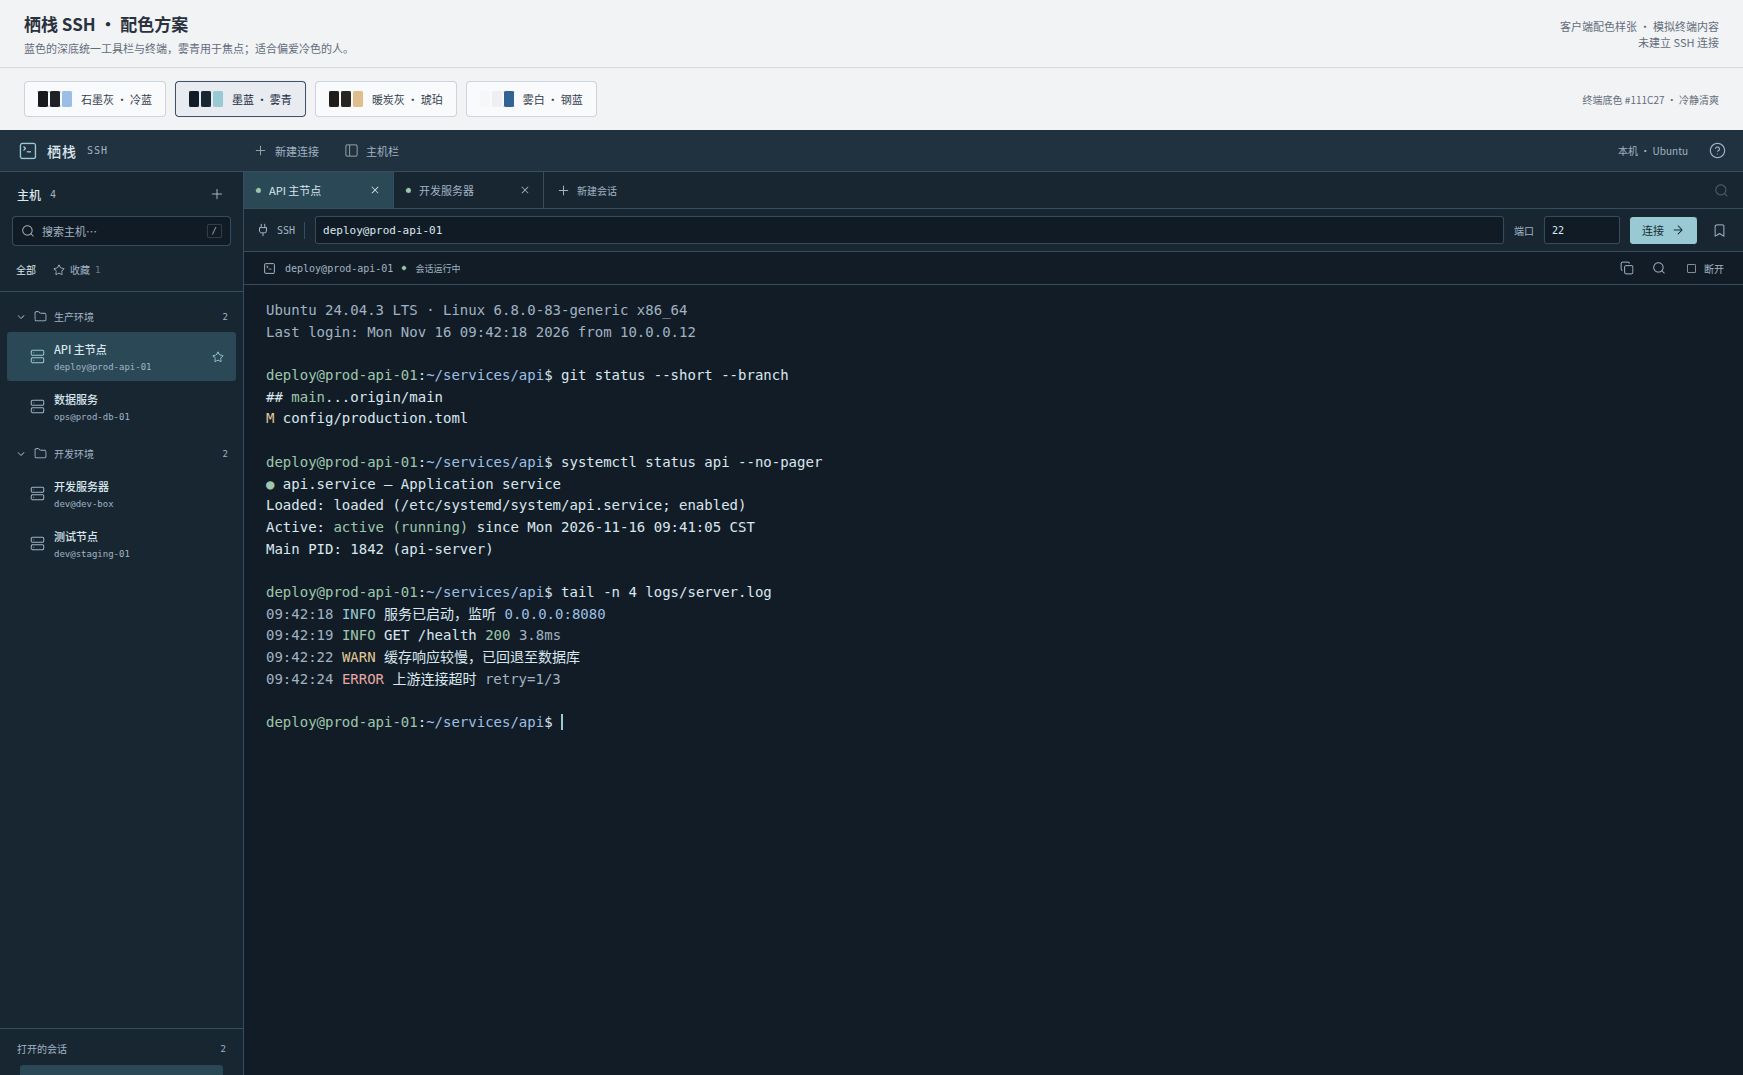 栖栈 SSH · 配色方案
蓝色的深底统一工具栏与终端，雾青用于焦点；适合偏爱冷色的人。
客户端配色样张 · 模拟终端内容
未建立 SSH 连接
石墨灰 · 冷蓝
墨蓝 · 雾青
暖炭灰 · 琥珀
雾白 · 钢蓝
终端底色 #111C27 · 冷静清爽
栖栈 SSH
新建连接
主机栏
本机 · Ubuntu
主机 4
搜索主机… /
全部 收藏 1
生产环境 2
API 主节点
deploy@prod-api-01
数据服务
ops@prod-db-01
开发环境 2
开发服务器
dev@dev-box
测试节点
dev@staging-01
打开的会话 2
API 主节点
开发服务器
新建会话
SSH deploy@prod-api-01 端口 22 连接
deploy@prod-api-01 ● 会话运行中 断开
Ubuntu 24.04.3 LTS · Linux 6.8.0-83-generic x86_64
Last login: Mon Nov 16 09:42:18 2026 from 10.0.0.12
deploy@prod-api-01:~/services/api$ git status --short --branch
## main...origin/main
M config/production.toml
deploy@prod-api-01:~/services/api$ systemctl status api --no-pager
● api.service — Application service
Loaded: loaded (/etc/systemd/system/api.service; enabled)
Active: active (running) since Mon 2026-11-16 09:41:05 CST
Main PID: 1842 (api-server)
deploy@prod-api-01:~/services/api$ tail -n 4 logs/server.log
09:42:18 INFO 服务已启动，监听 0.0.0.0:8080
09:42:19 INFO GET /health 200 3.8ms
09:42:22 WARN 缓存响应较慢，已回退至数据库
09:42:24 ERROR 上游连接超时 retry=1/3
deploy@prod-api-01:~/services/api$